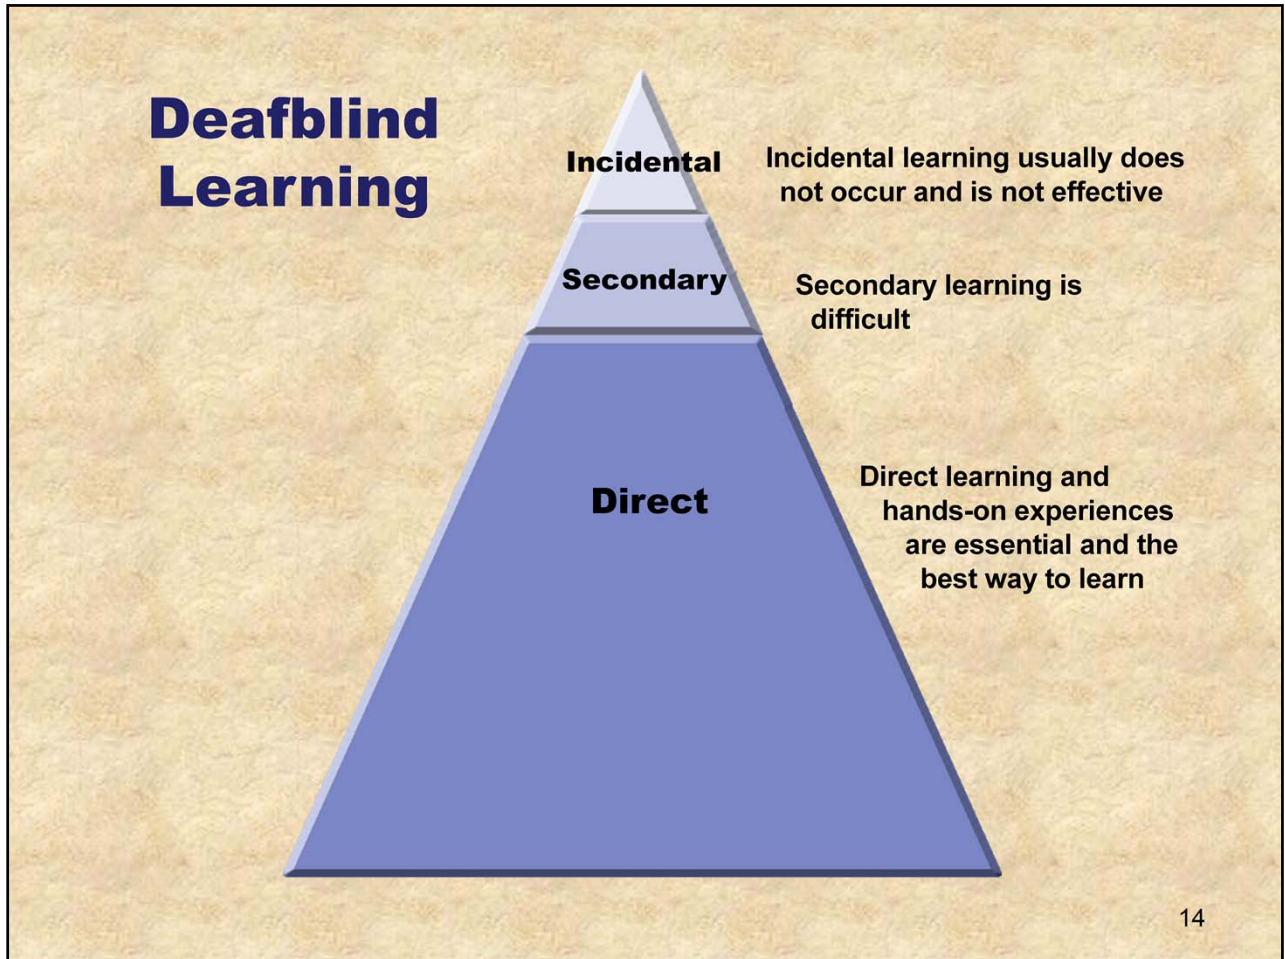 Deafblind
Learning
Incidental
Incidental learning usually does
not occur and is not effective
Secondary
Secondary learning is
difficult
Direct
Direct learning and
hands-on experiences
are essential and the
best way to learn
14